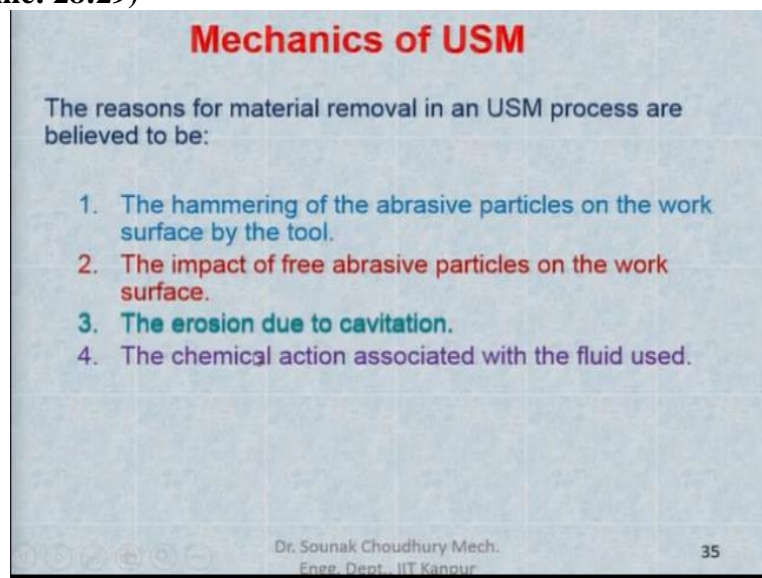 Mechanics of USM
The reasons for material removal in an USM process are
believed to be:
1. The hammering of the abrasive particles on the work
surface by the tool.
2. The impact of free abrasive particles on the work
surface.
3. The erosion due to cavitation.
4. The chemical action associated with the fluid used.
Dr. Sounak Choudhury Mech.
Engg. Dept., IIT Kanpur
35